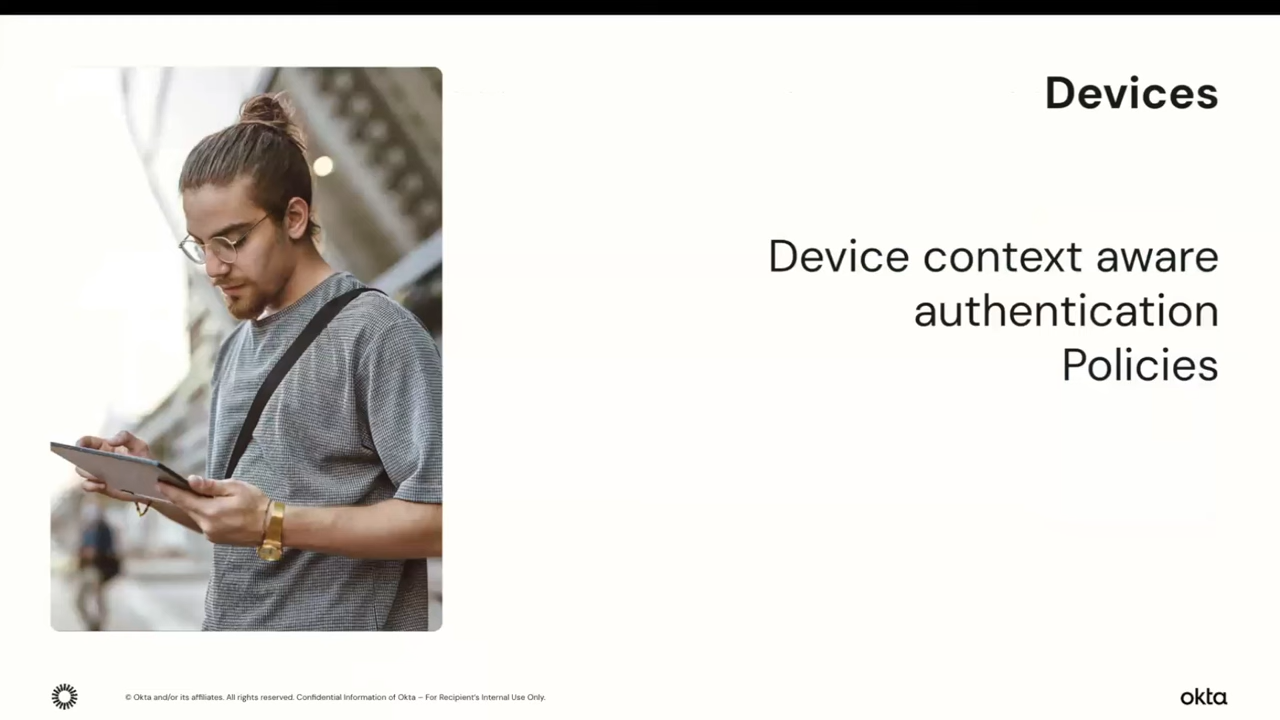 Devices
Device context aware
authentication
Policies
© Okta and/or its affiliates. All rights reserved. Confidential Information of Okta – For Recipient's Internal Use Only.
okta